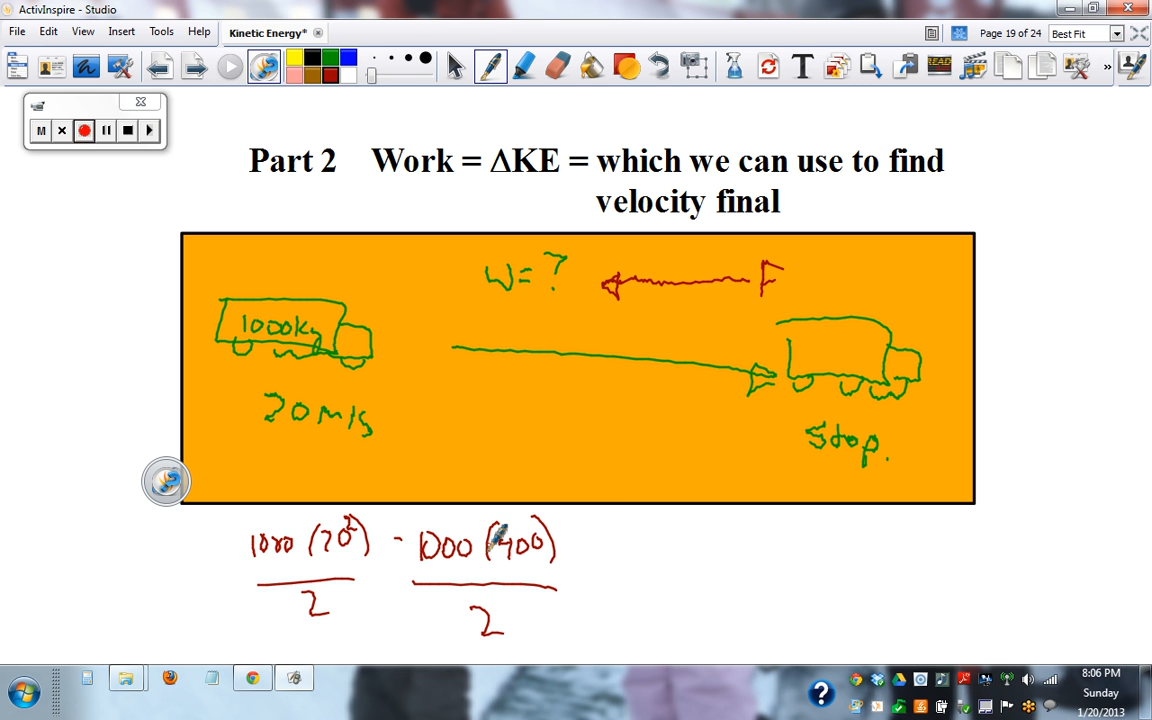 ActivInspire - Studio
File Edit View Insert Tools Help Kinetic Energy* Page 19 of 24 Best Fit
M
Part 2 Work = ΔKE = which we can use to find
velocity final
W = ?
F
1000kg
20 m/s
Stop.
1000 (20²) - 1000 (400)
2 2
8:06 PM
Sunday
1/20/2013